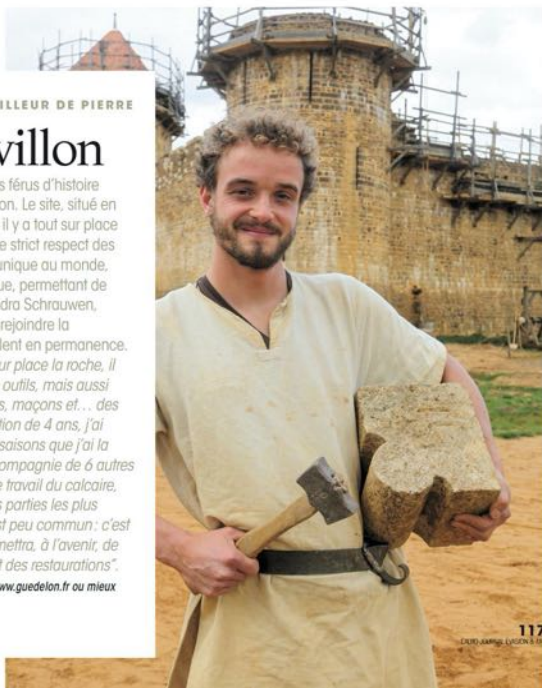 ILLEUR DE PIERRE
villon
s férus d'histoire
on. Le site, situé en
il y a tout sur place
e strict respect des
unique au monde,
ue, permettant de
dra Schrauwen,
rejoindre la
lent en permanence.
ur place la roche, il
outils, mais aussi
s, maçons et... des
tion de 4 ans, j'ai
saisons que j'ai la
ompagnie de 6 autres
e travail du calcaire,
s parties les plus
st peu commun : c'est
mettra, à l'avenir, de
t des restaurations".
ww.guedelon.fr ou mieux
117